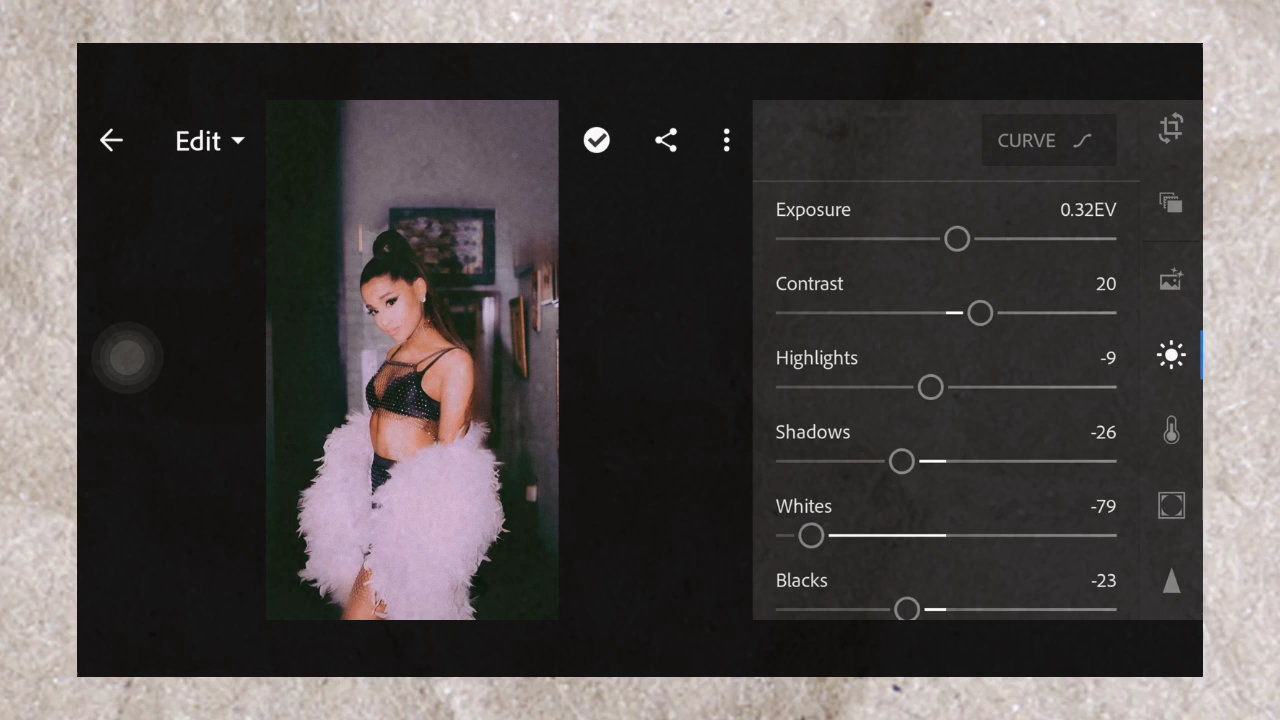 Edit
CURVE
Exposure 0.32EV
Contrast 20
Highlights -9
Shadows -26
Whites -79
Blacks -23